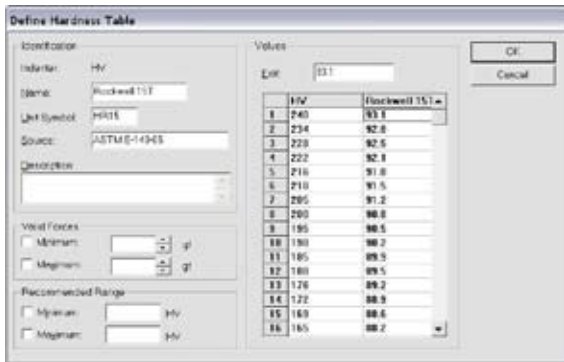 Define Hardness Table
Identification
Indenter: HV
Name: Rockwell 15T
Unit Symbol: HR15
Source: ASTM E-140-65
Description
Valid Forces
Minimum: gf
Maximum: gf
Recommended Range
Minimum: HV
Maximum: HV
Values
Edit: 93.1
HV Rockwell 15T
1 240 93.1
2 234 92.8
3 228 92.5
4 222 92.1
5 216 91.8
6 210 91.5
7 205 91.2
8 200 90.8
9 195 90.5
10 190 90.2
11 185 89.9
12 180 89.5
13 176 89.2
14 172 88.9
15 169 88.6
16 165 88.2
OK
Cancel